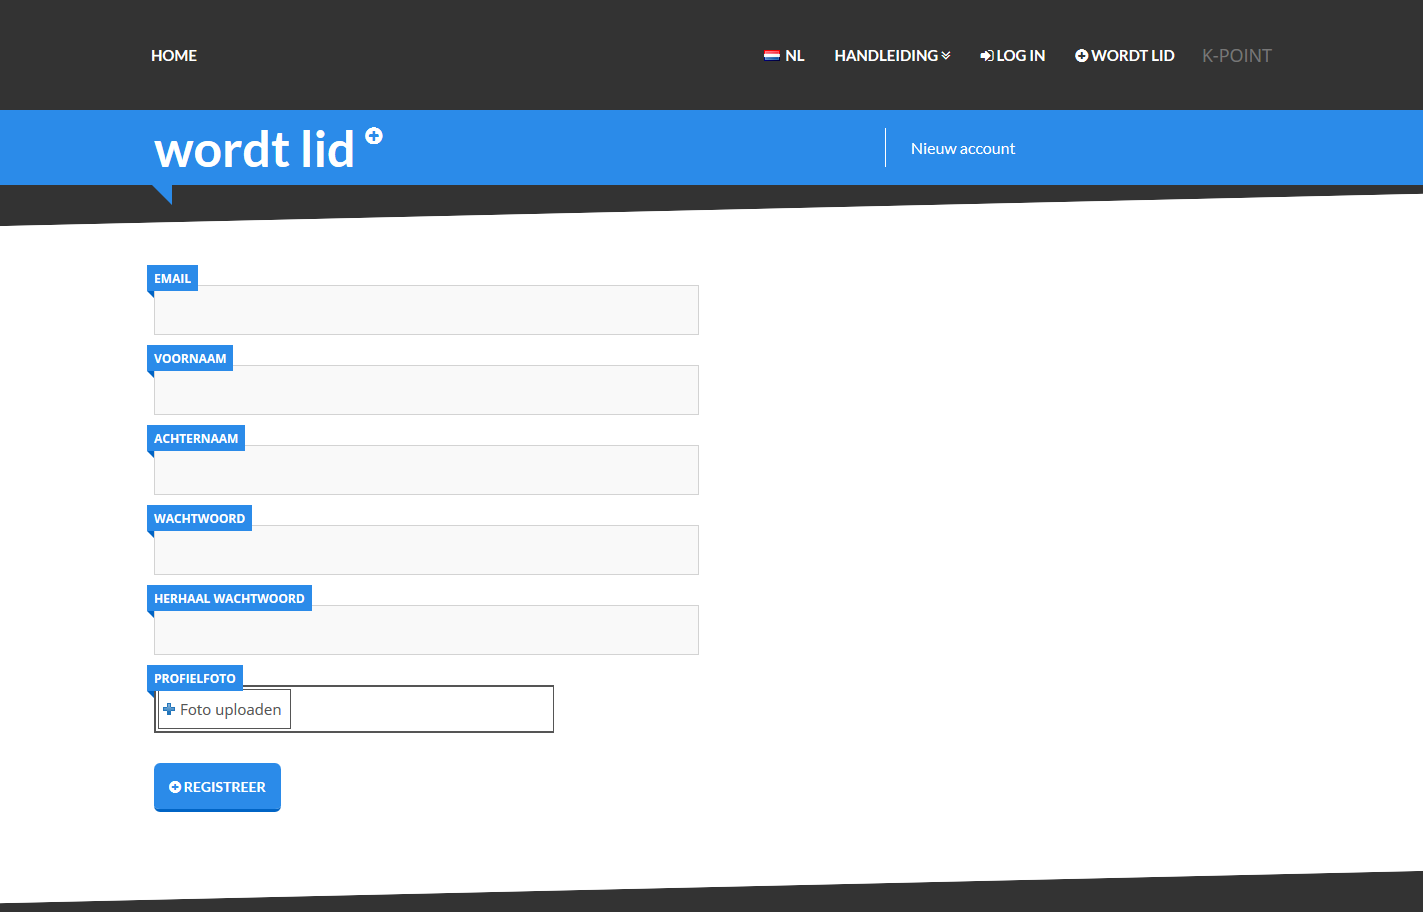 HOME NL HANDLEIDING LOG IN WORDT LID K-POINT
wordt lid Nieuw account
EMAIL
VOORNAAM
ACHTERNAAM
WACHTWOORD
HERHAAL WACHTWOORD
PROFIELFOTO
Foto uploaden
REGISTREER